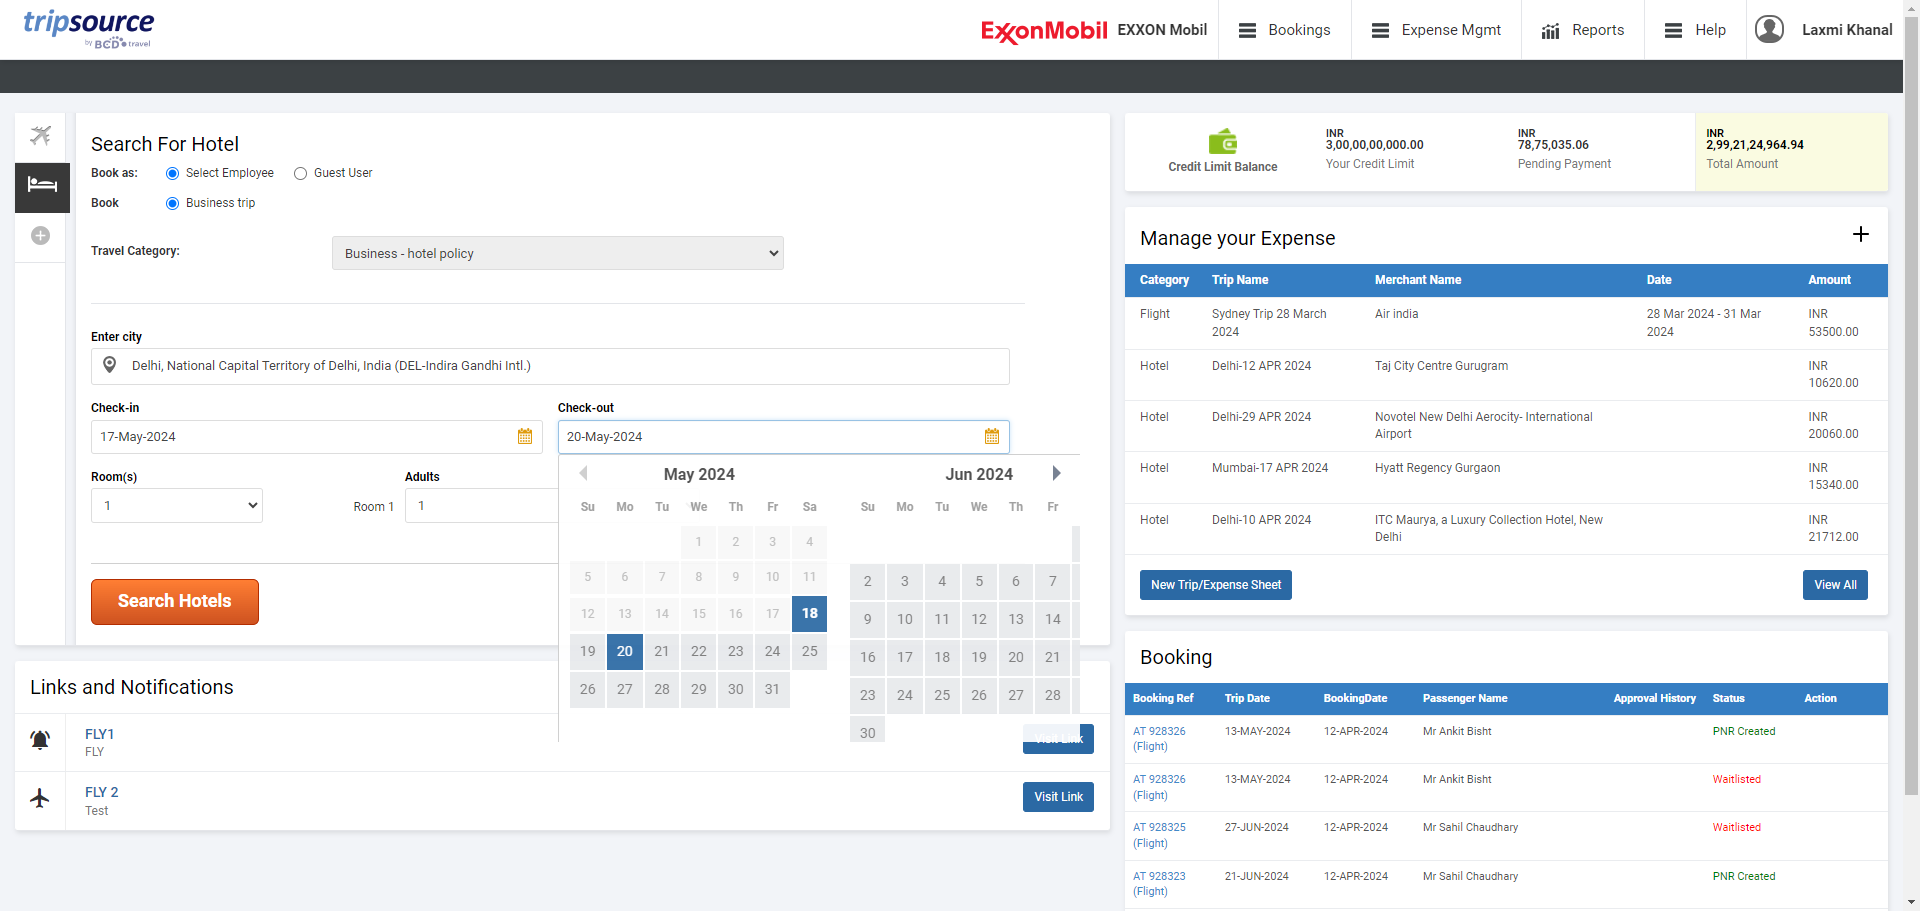 tripsource
by BCD travel
ExxonMobil EXXON Mobil
Bookings
Expense Mgmt
Reports
Help
Laxmi Khanal
Search For Hotel
Book as: Select Employee Guest User
Book Business trip
Travel Category: Business - hotel policy
Enter city
Delhi, National Capital Territory of Delhi, India (DEL-Indira Gandhi Intl.)
Check-in Check-out
17-May-2024 20-May-2024
Room(s) Adults
1 Room 1 1
May 2024
Su Mo Tu We Th Fr Sa
1 2 3 4
5 6 7 8 9 10 11
12 13 14 15 16 17 18
19 20 21 22 23 24 25
26 27 28 29 30 31
Jun 2024
Su Mo Tu We Th Fr
2 3 4 5 6 7
9 10 11 12 13 14
16 17 18 19 20 21
23 24 25 26 27 28
30
Search Hotels
Links and Notifications
FLY1
FLY
Visit Link
FLY 2
Test
Visit Link
Credit Limit Balance
INR
3,00,00,00,000.00
Your Credit Limit
INR
78,75,035.06
Pending Payment
INR
2,99,21,24,964.94
Total Amount
Manage your Expense
Category Trip Name Merchant Name Date Amount
Flight Sydney Trip 28 March Air india 28 Mar 2024 - 31 Mar INR
2024 2024 53500.00
Hotel Delhi-12 APR 2024 Taj City Centre Gurugram INR
10620.00
Hotel Delhi-29 APR 2024 Novotel New Delhi Aerocity- International INR
Airport 20060.00
Hotel Mumbai-17 APR 2024 Hyatt Regency Gurgaon INR
15340.00
Hotel Delhi-10 APR 2024 ITC Maurya, a Luxury Collection Hotel, New INR
Delhi 21712.00
New Trip/Expense Sheet View All
Booking
Booking Ref Trip Date BookingDate Passenger Name Approval History Status Action
AT 928326 13-MAY-2024 12-APR-2024 Mr Ankit Bisht PNR Created
(Flight)
AT 928326 13-MAY-2024 12-APR-2024 Mr Ankit Bisht Waitlisted
(Flight)
AT 928325 27-JUN-2024 12-APR-2024 Mr Sahil Chaudhary Waitlisted
(Flight)
AT 928323 21-JUN-2024 12-APR-2024 Mr Sahil Chaudhary PNR Created
(Flight)